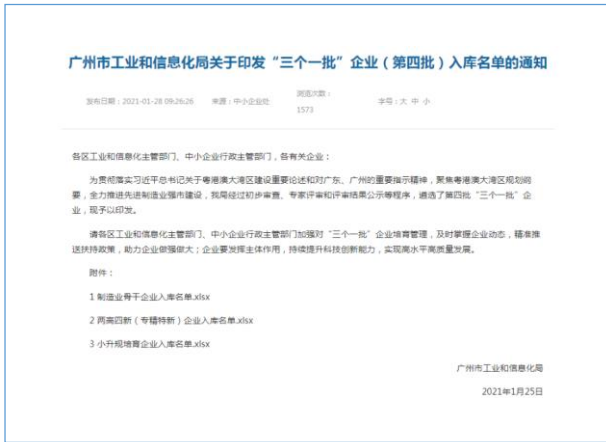 广州市工业和信息化局关于印发“三个一批”企业（第四批）入库名单的通知
发布日期：2021-01-28 09:26:26 来源：中小企业处 浏览次数： 字号：大 中 小
1573
各区工业和信息化主管部门、中小企业行政主管部门，各有关企业：
为贯彻落实习近平总书记关于粤港澳大湾区建设重要论述和对广东、广州的重要指示精神，聚焦粤港澳大湾区规划纲
要，全力推进先进制造业强市建设，我局经过初步审查、专家评审和评审结果公示等程序，遴选了第四批“三个一批”企
业，现予以印发。
请各区工业和信息化主管部门、中小企业行政主管部门加强对“三个一批”企业培育管理，及时掌握企业动态，精准推
送扶持政策，助力企业做强做大；企业要发挥主体作用，持续提升科技创新能力，实现高水平高质量发展。
附件：
1 制造业骨干企业入库名单.xlsx
2 两高四新（专精特新）企业入库名单.xlsx
3 小升规培育企业入库名单.xlsx
广州市工业和信息化局
2021年1月25日